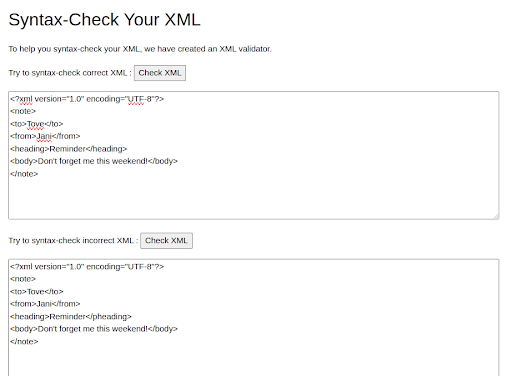 Syntax-Check Your XML
To help you syntax-check your XML, we have created an XML validator.
Try to syntax-check correct XML : Check XML
<?xml version="1.0" encoding="UTF-8"?>
<note>
<to>Tove</to>
<from>Jani</from>
<heading>Reminder</heading>
<body>Don't forget me this weekend!</body>
</note>
Try to syntax-check incorrect XML : Check XML
<?xml version="1.0" encoding="UTF-8"?>
<note>
<to>Tove</to>
<from>Jani</from>
<heading>Reminder</pheading>
<body>Don't forget me this weekend!</body>
</note>